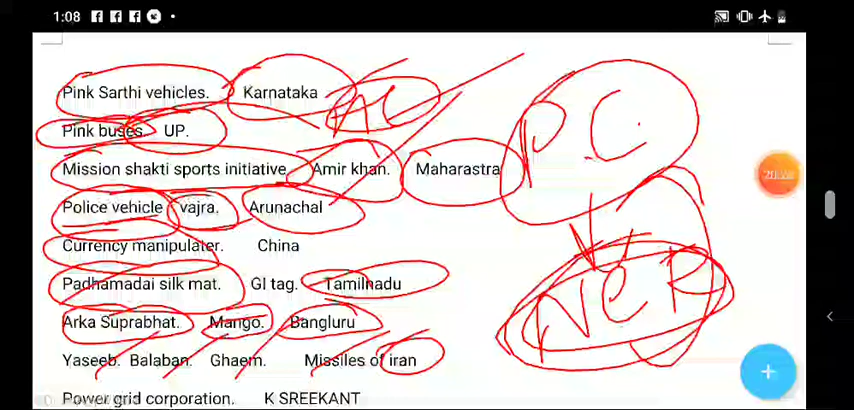 1:08
Pink Sarthi vehicles. Karnataka
AC
Pink buses. UP.
P.C
Mission shakti sports initiative Amir khan. Maharastra
Police vehicle vajra. Arunachal
Currency manipulater. China
Padhamadai silk mat. GI tag. Tamilnadu
NCR
Arka Suprabhat. Mango. Bangluru
Yaseeb. Balaban. Ghaem. Missiles of iran
Power grid corporation. K SREEKANT